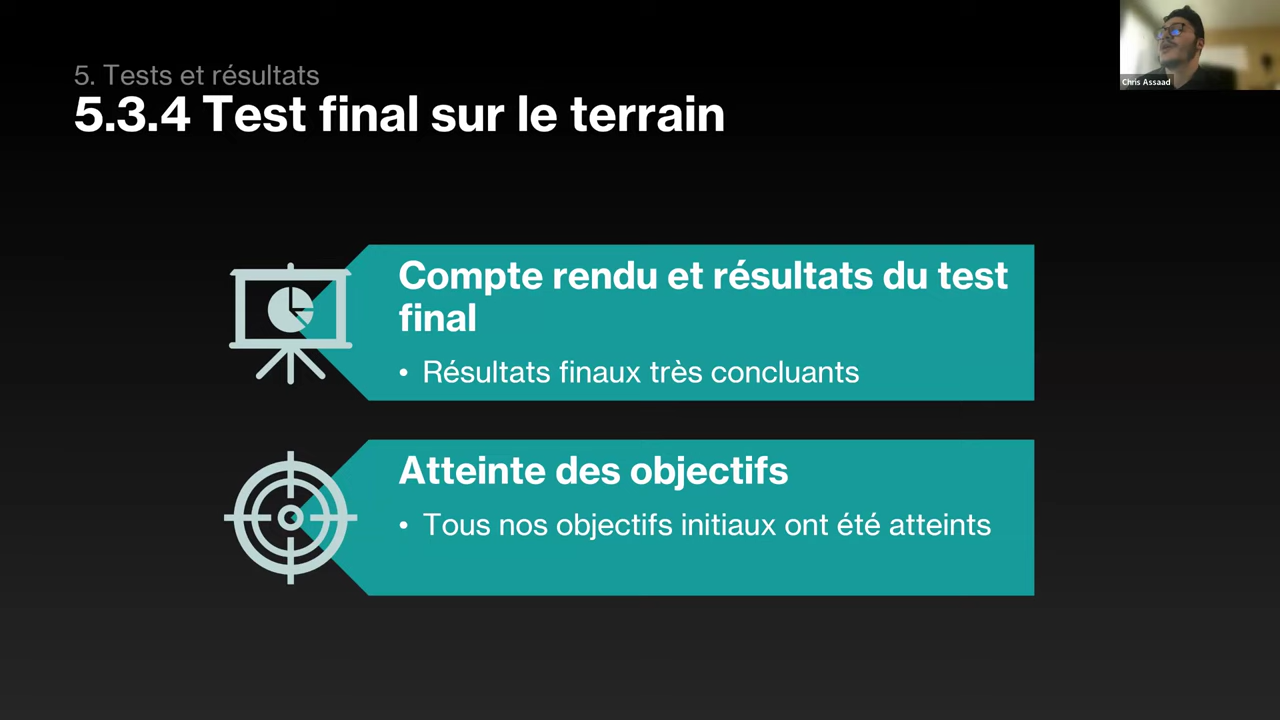 5. Tests et résultats
5.3.4 Test final sur le terrain
Chris Assaad
Compte rendu et résultats du test
final
• Résultats finaux très concluants
Atteinte des objectifs
• Tous nos objectifs initiaux ont été atteints